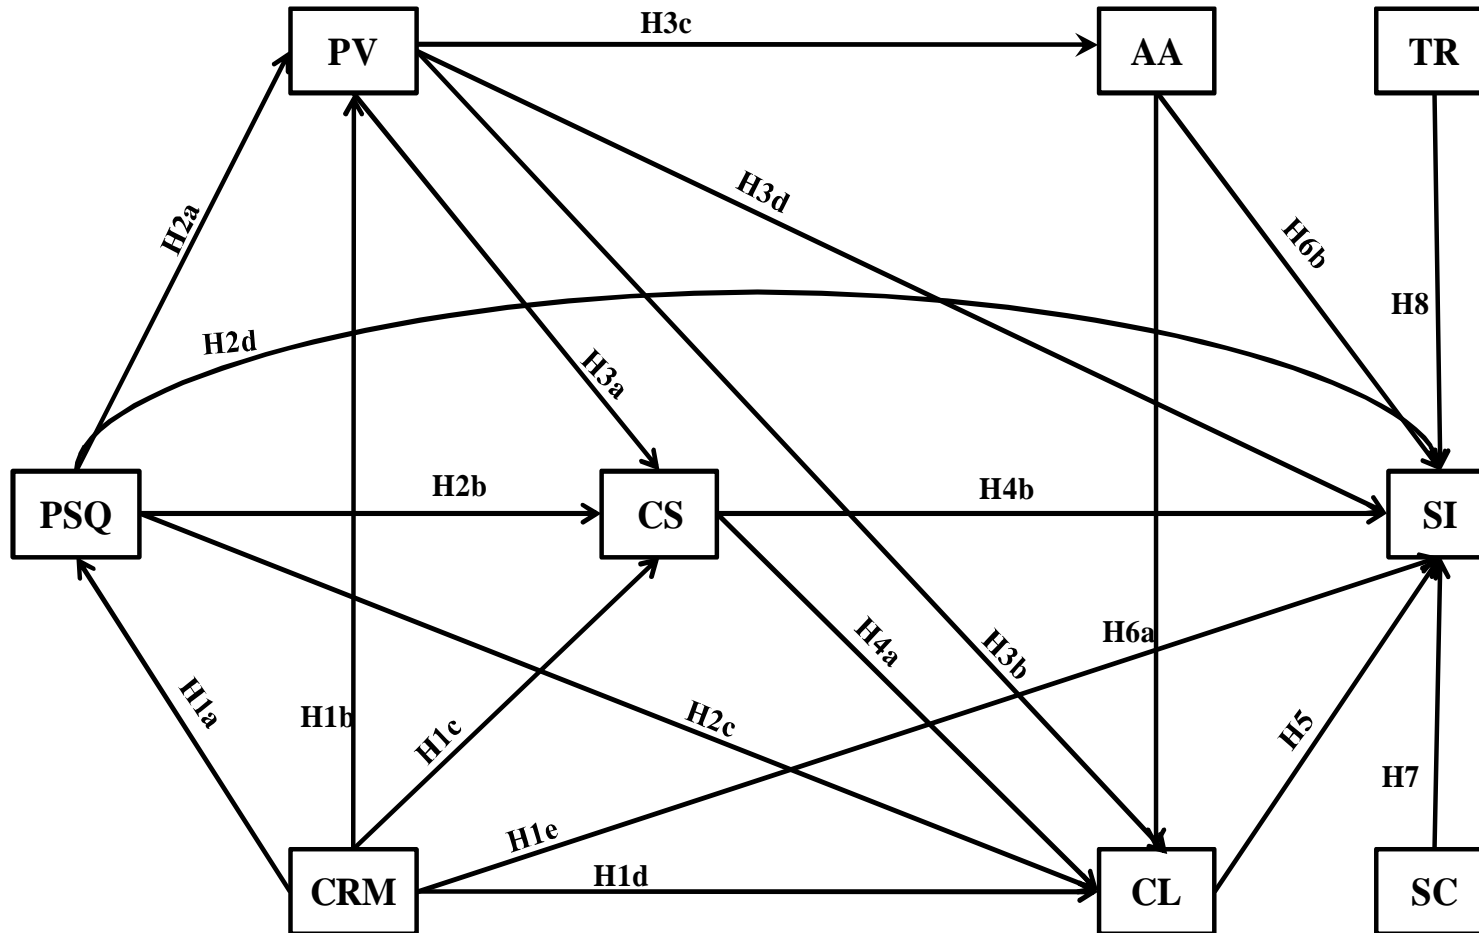 H3c
PV
AA
TR
H3d
H2a
H6b
H8
H2d
H3a
H2b
H4b
PSQ
CS
SI
H6a
H4a
H3b
H1a
H1b
H1c
H2c
H5
H7
H1e
H1d
CRM
CL
SC